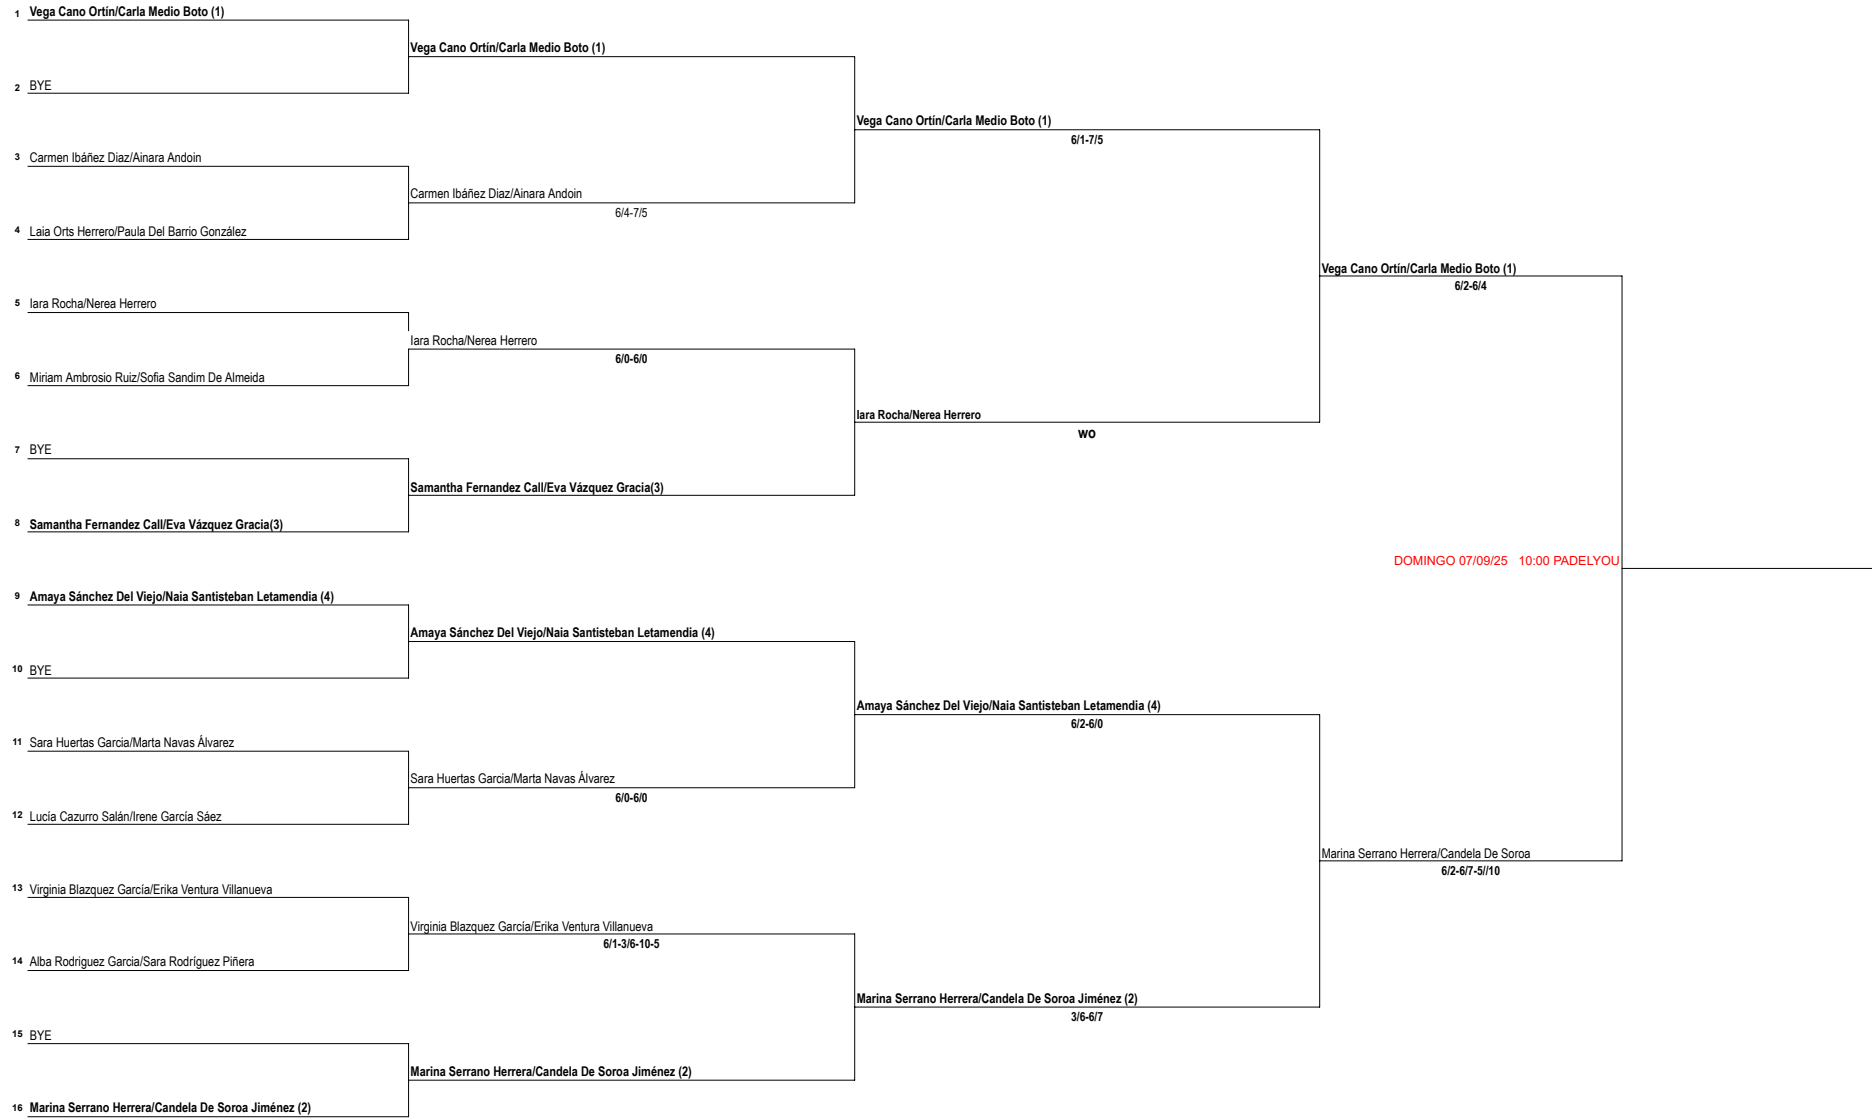 1 Vega Cano Ortín/Carla Medio Boto (1)
Vega Cano Ortín/Carla Medio Boto (1)
2 BYE
Vega Cano Ortín/Carla Medio Boto (1)
6/1-7/5
3 Carmen Ibáñez Diaz/Ainara Andoin
Carmen Ibáñez Diaz/Ainara Andoin
6/4-7/5
4 Laia Orts Herrero/Paula Del Barrio González
Vega Cano Ortín/Carla Medio Boto (1)
6/2-6/4
5 Iara Rocha/Nerea Herrero
Iara Rocha/Nerea Herrero
6/0-6/0
6 Miriam Ambrosio Ruiz/Sofia Sandim De Almeida
Iara Rocha/Nerea Herrero
WO
7 BYE
Samantha Fernandez Call/Eva Vázquez Gracia(3)
8 Samantha Fernandez Call/Eva Vázquez Gracia(3)
DOMINGO 07/09/25 10:00 PADELYOU
9 Amaya Sánchez Del Viejo/Naia Santisteban Letamendia (4)
Amaya Sánchez Del Viejo/Naia Santisteban Letamendia (4)
10 BYE
Amaya Sánchez Del Viejo/Naia Santisteban Letamendia (4)
6/2-6/0
11 Sara Huertas Garcia/Marta Navas Álvarez
Sara Huertas Garcia/Marta Navas Álvarez
6/0-6/0
12 Lucía Cazurro Salán/Irene García Sáez
Marina Serrano Herrera/Candela De Soroa
6/2-6/7-5//10
13 Virginia Blazquez García/Erika Ventura Villanueva
Virginia Blazquez García/Erika Ventura Villanueva
6/1-3/6-10-5
14 Alba Rodriguez Garcia/Sara Rodríguez Piñera
Marina Serrano Herrera/Candela De Soroa Jiménez (2)
3/6-6/7
15 BYE
Marina Serrano Herrera/Candela De Soroa Jiménez (2)
16 Marina Serrano Herrera/Candela De Soroa Jiménez (2)